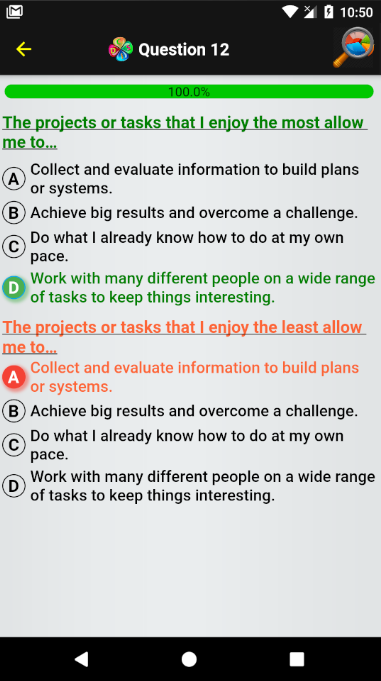 10:50
Question 12
100.0%
The projects or tasks that I enjoy the most allow
me to...
A Collect and evaluate information to build plans
or systems.
B Achieve big results and overcome a challenge.
C Do what I already know how to do at my own
pace.
D Work with many different people on a wide range
of tasks to keep things interesting.
The projects or tasks that I enjoy the least allow
me to...
A Collect and evaluate information to build plans
or systems.
B Achieve big results and overcome a challenge.
C Do what I already know how to do at my own
pace.
D Work with many different people on a wide range
of tasks to keep things interesting.